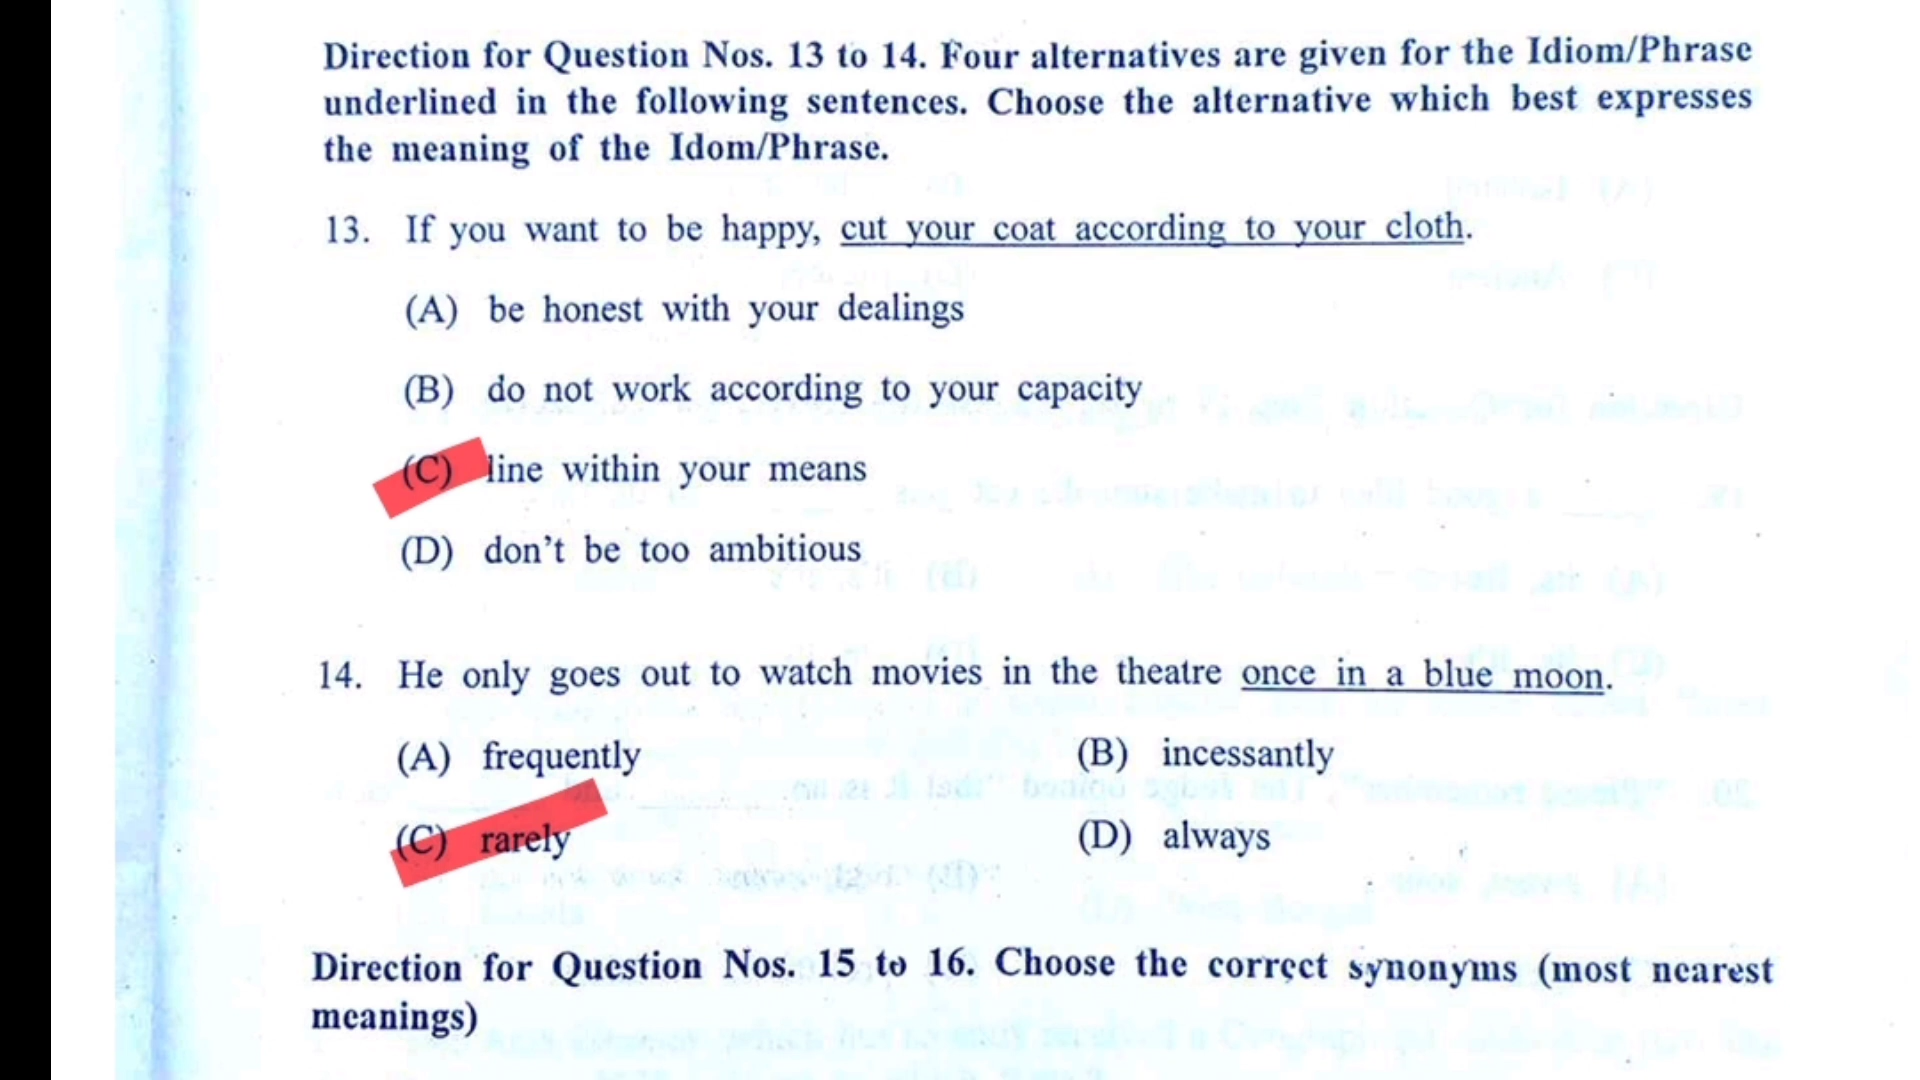 Direction for Question Nos. 13 to 14. Four alternatives are given for the Idiom/Phrase
underlined in the following sentences. Choose the alternative which best expresses
the meaning of the Idom/Phrase.
13. If you want to be happy, cut your coat according to your cloth.
(A) be honest with your dealings
(B) do not work according to your capacity
(C) line within your means
(D) don't be too ambitious
14. He only goes out to watch movies in the theatre once in a blue moon.
(A) frequently (B) incessantly
(C) rarely (D) always
Direction for Question Nos. 15 to 16. Choose the correct synonyms (most nearest
meanings)